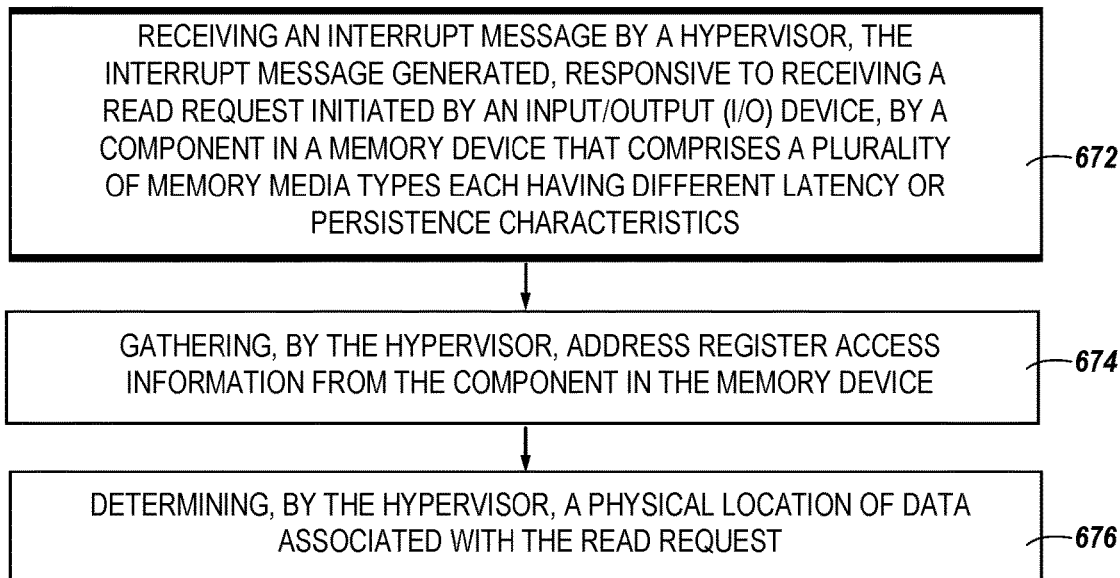 RECEIVING AN INTERRUPT MESSAGE BY A HYPERVISOR, THE
INTERRUPT MESSAGE GENERATED, RESPONSIVE TO RECEIVING A
READ REQUEST INITIATED BY AN INPUT/OUTPUT (I/O) DEVICE, BY A
COMPONENT IN A MEMORY DEVICE THAT COMPRISES A PLURALITY
OF MEMORY MEDIA TYPES EACH HAVING DIFFERENT LATENCY OR
PERSISTENCE CHARACTERISTICS
672
GATHERING, BY THE HYPERVISOR, ADDRESS REGISTER ACCESS
INFORMATION FROM THE COMPONENT IN THE MEMORY DEVICE
674
DETERMINING, BY THE HYPERVISOR, A PHYSICAL LOCATION OF DATA
ASSOCIATED WITH THE READ REQUEST
676